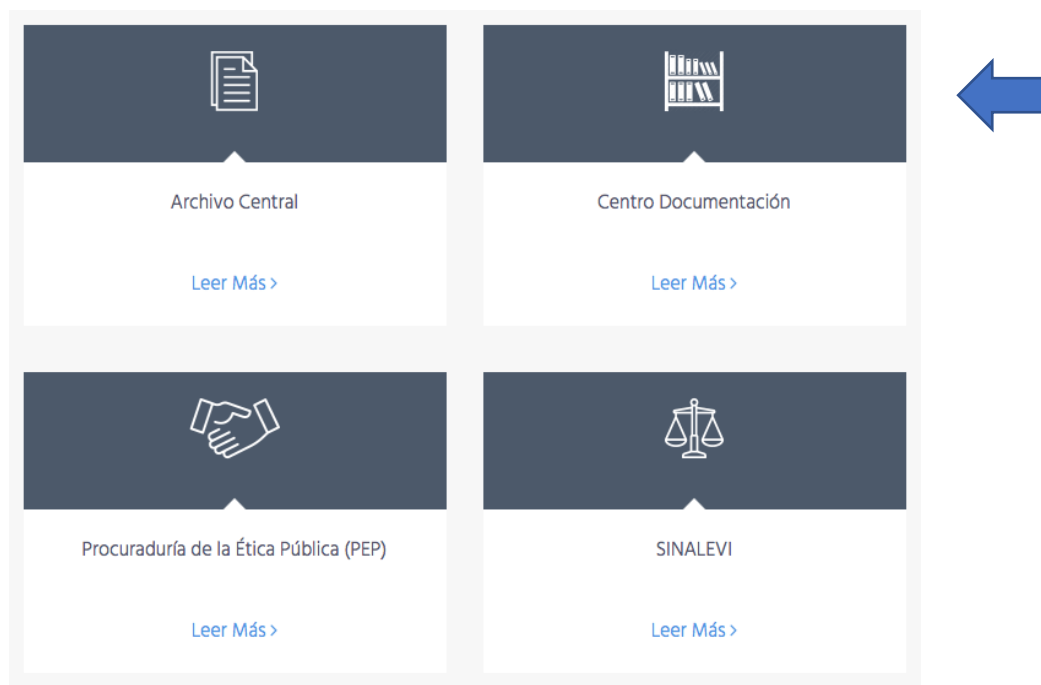 Archivo Central
Leer Más >
Centro Documentación
Leer Más >
Procuraduría de la Ética Pública (PEP)
Leer Más >
SINALEVI
Leer Más >